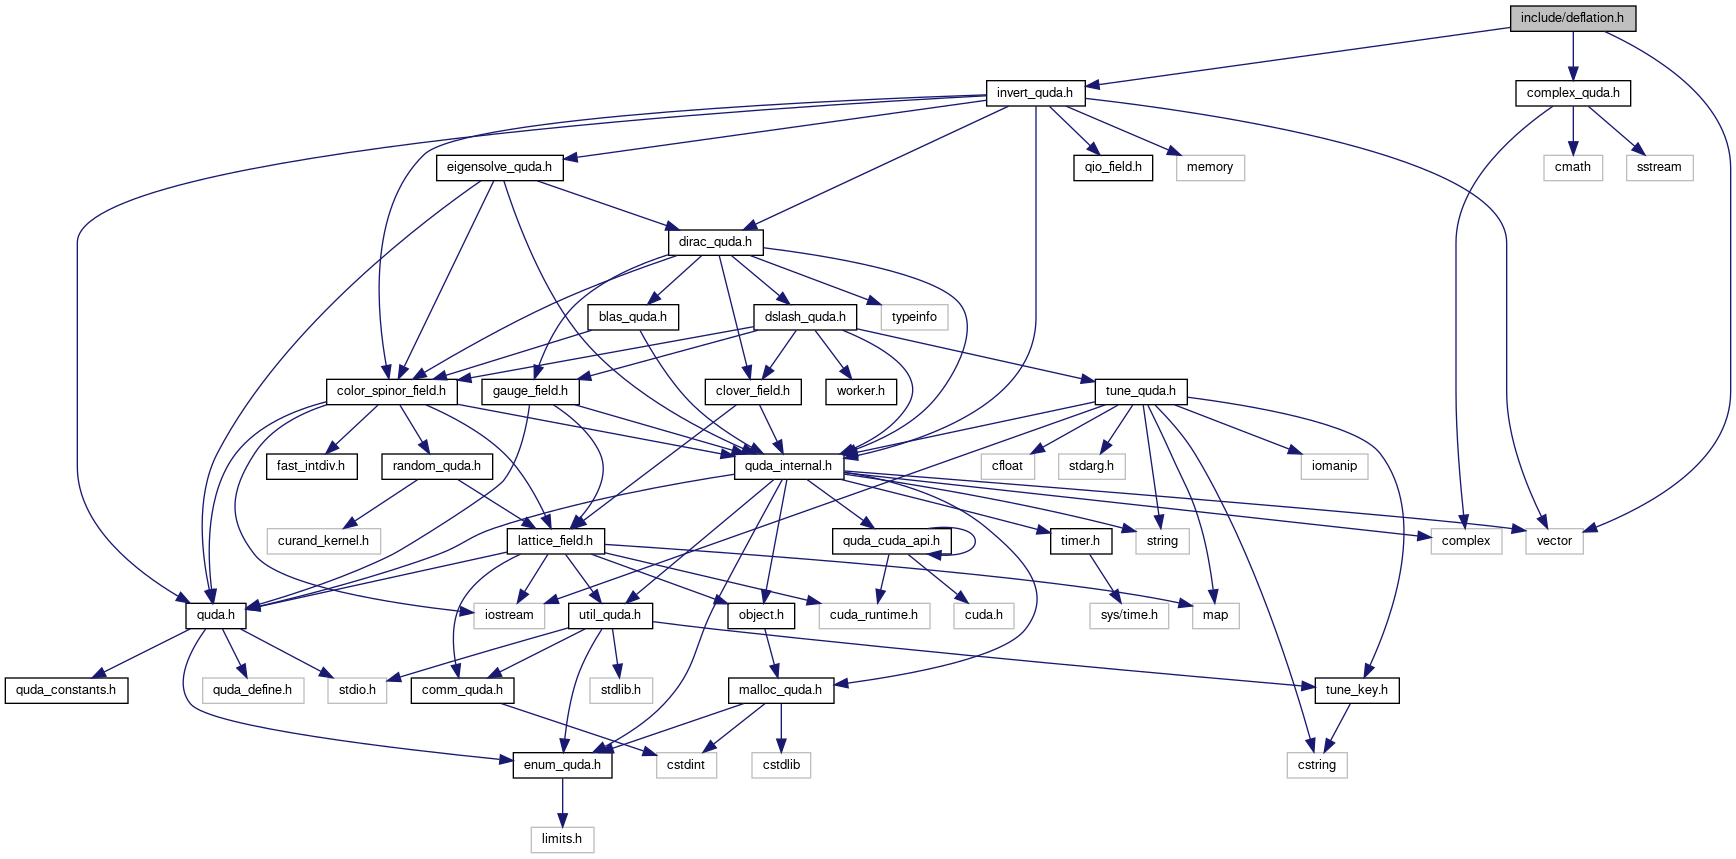 include/deflation.h
invert_quda.h
complex_quda.h
eigensolve_quda.h
qio_field.h
memory
cmath
sstream
dirac_quda.h
blas_quda.h
dslash_quda.h
typeinfo
color_spinor_field.h
gauge_field.h
clover_field.h
worker.h
tune_quda.h
fast_intdiv.h
random_quda.h
quda_internal.h
cfloat
stdarg.h
iomanip
curand_kernel.h
lattice_field.h
quda_cuda_api.h
timer.h
string
complex
vector
quda.h
iostream
util_quda.h
object.h
cuda_runtime.h
cuda.h
sys/time.h
map
quda_constants.h
quda_define.h
stdio.h
comm_quda.h
stdlib.h
malloc_quda.h
tune_key.h
enum_quda.h
cstdint
cstdlib
cstring
limits.h